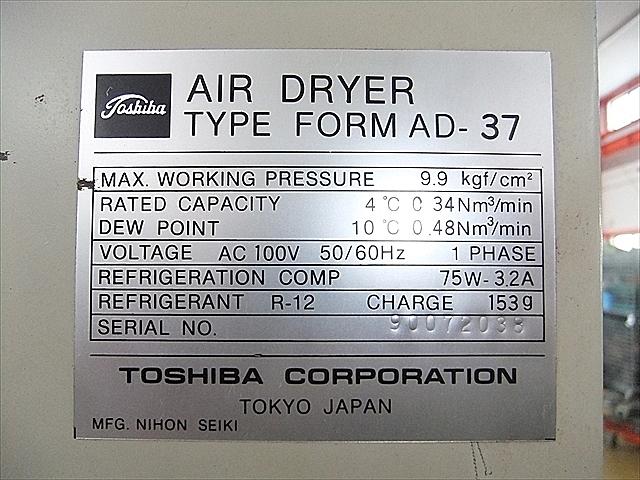 Toshiba
AIR DRYER
TYPE FORM AD-37
MAX. WORKING PRESSURE 9.9 kgf/cm²
RATED CAPACITY 4℃ 0.34Nm³/min
DEW POINT 10℃ 0.48Nm³/min
VOLTAGE AC 100V 50/60Hz 1 PHASE
REFRIGERATION COMP 75W-3.2A
REFRIGERANT R-12 CHARGE 153g
SERIAL NO. 90072038
TOSHIBA CORPORATION
TOKYO JAPAN
MFG. NIHON SEIKI